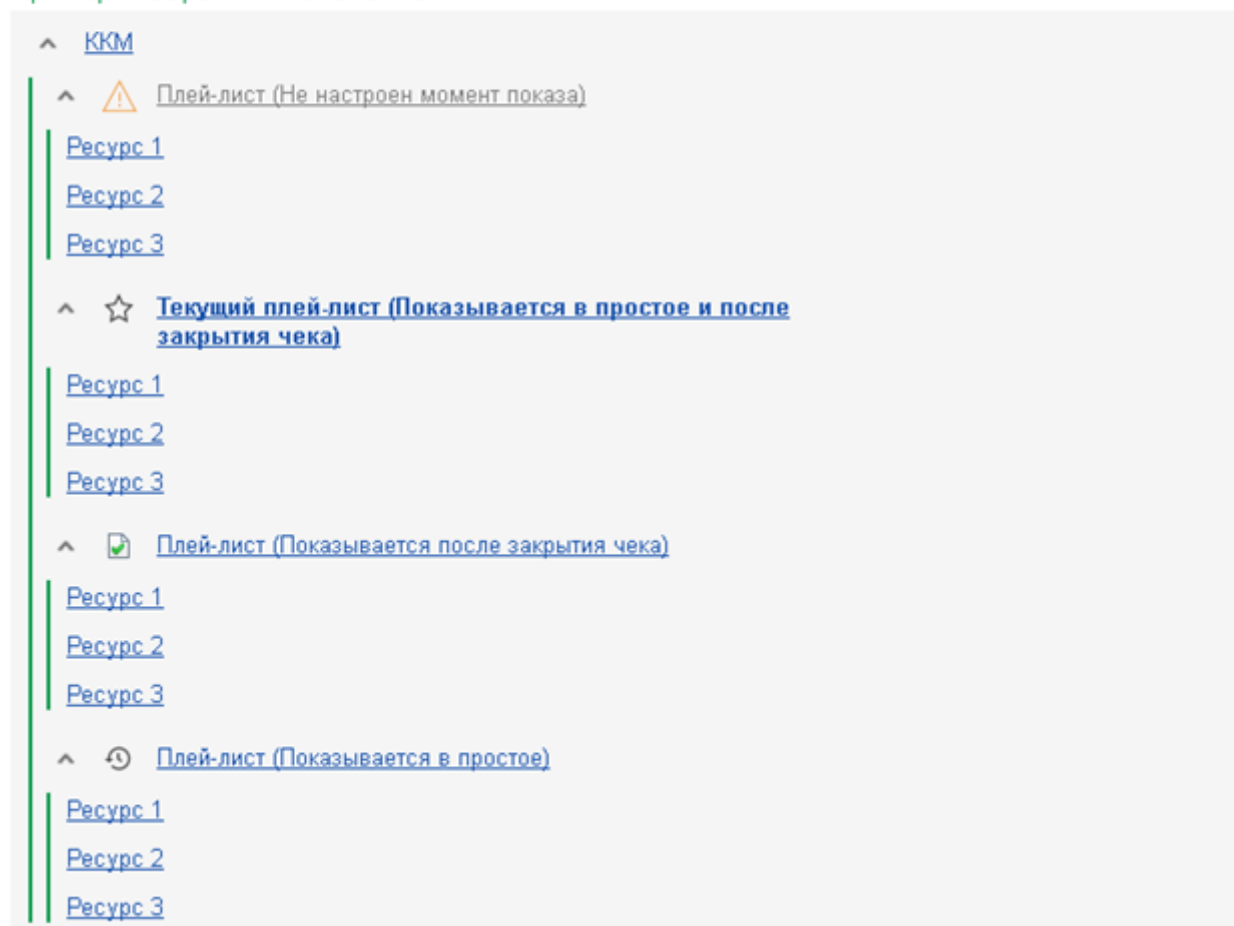 ККМ
Плей-лист (Не настроен момент показа)
Ресурс 1
Ресурс 2
Ресурс 3
Текущий плей-лист (Показывается в простое и после
закрытия чека)
Ресурс 1
Ресурс 2
Ресурс 3
Плей-лист (Показывается после закрытия чека)
Ресурс 1
Ресурс 2
Ресурс 3
Плей-лист (Показывается в простое)
Ресурс 1
Ресурс 2
Ресурс 3